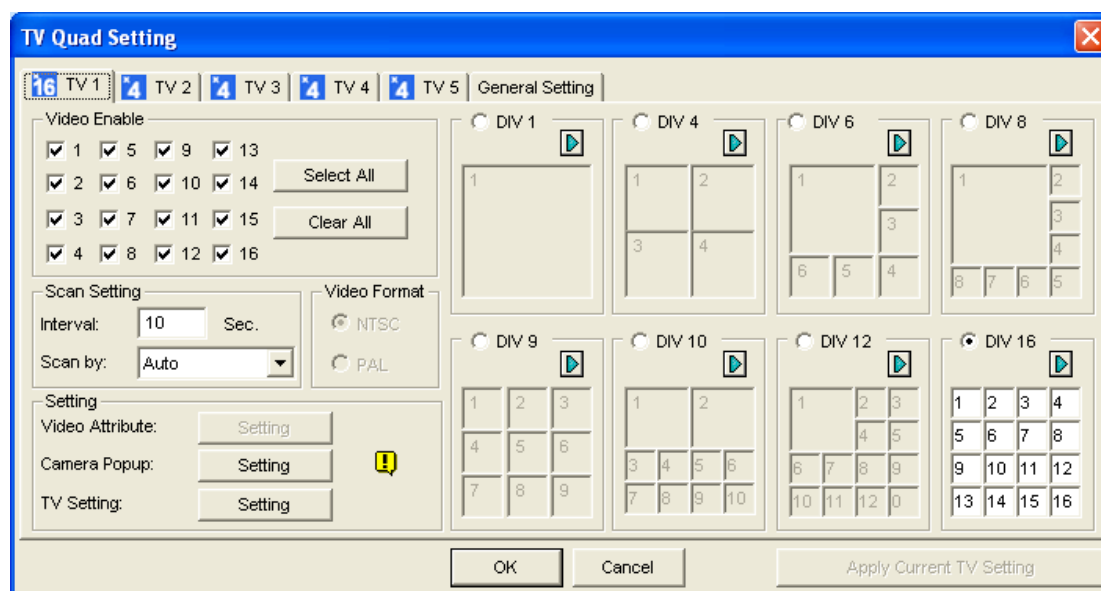 TV Quad Setting
×16 TV 1 ×4 TV 2 ×4 TV 3 ×4 TV 4 ×4 TV 5 General Setting
Video Enable
1 5 9 13
2 6 10 14
3 7 11 15
4 8 12 16
Select All
Clear All
Scan Setting
Interval: 10 Sec.
Scan by: Auto
Video Format
NTSC
PAL
Setting
Video Attribute: Setting
Camera Popup: Setting
TV Setting: Setting
DIV 1
1
DIV 4
1 2
3 4
DIV 6
1 2
3
6 5 4
DIV 8
1 2
3
4
8 7 6 5
DIV 9
1 2 3
4 5 6
7 8 9
DIV 10
1 2
3 4 5 6
7 8 9 10
DIV 12
1 2 3
4 5
6 7 8 9
10 11 12 0
DIV 16
1 2 3 4
5 6 7 8
9 10 11 12
13 14 15 16
OK Cancel Apply Current TV Setting